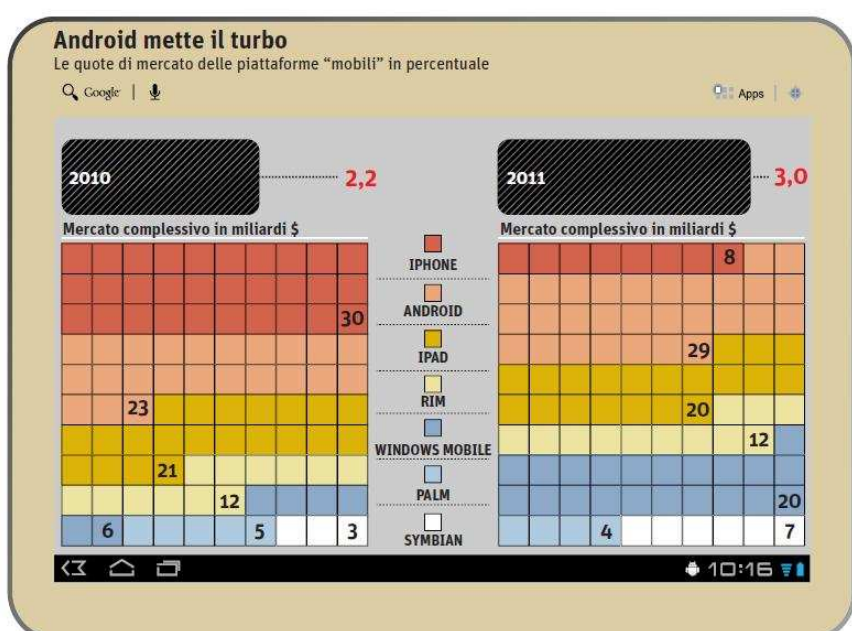 Android mette il turbo
Le quote di mercato delle piattaforme “mobili” in percentuale
Google
Apps
2010
2,2
2011
3,0
Mercato complessivo in miliardi $
Mercato complessivo in miliardi $
30
23
21
12
6
5
3
IPHONE
ANDROID
IPAD
RIM
WINDOWS MOBILE
PALM
SYMBIAN
8
29
20
12
20
4
7
10:16